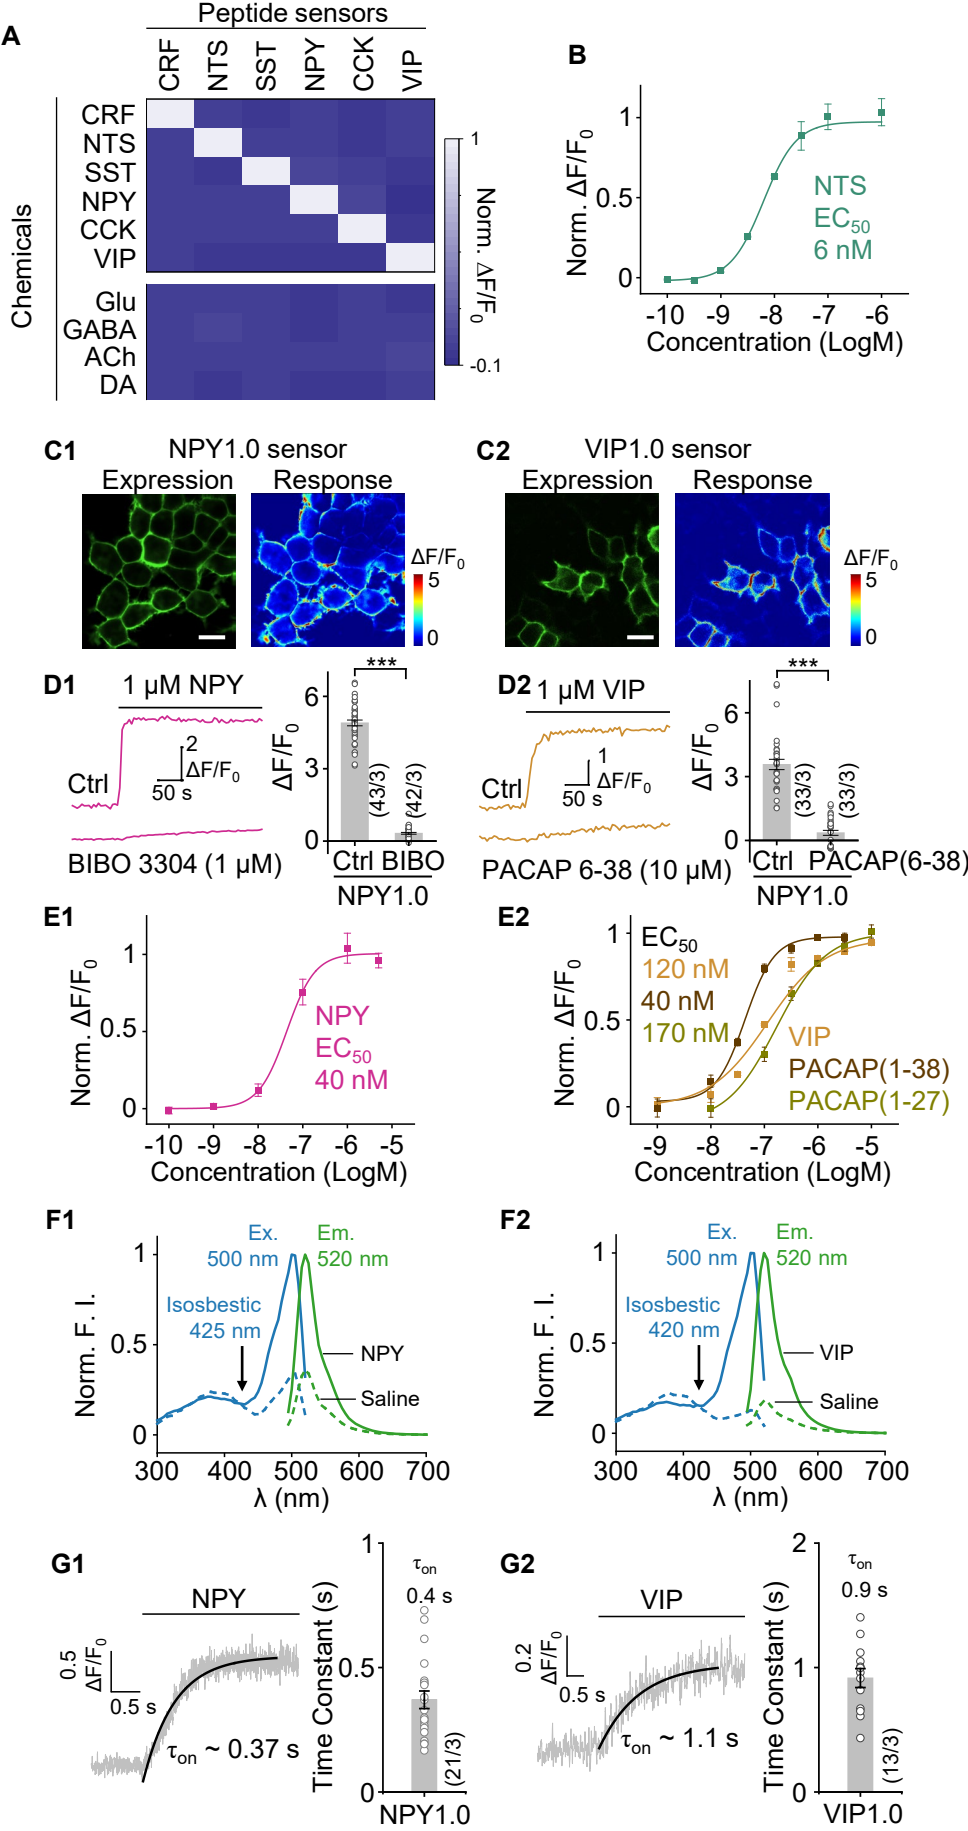 A
Peptide sensors
CRF
NTS
SST
NPY
CCK
VIP
Chemicals
CRF
NTS
SST
NPY
CCK
VIP
Glu
GABA
ACh
DA
1
Norm. ΔF/F0
-0.1
B
Norm. ΔF/F0
1
0.5
0
NTS
EC50
6 nM
-10 -9 -8 -7 -6
Concentration (LogM)
C1
NPY1.0 sensor
Expression Response
ΔF/F0
5
0
C2
VIP1.0 sensor
Expression Response
ΔF/F0
5
0
D1
1 µM NPY
Ctrl
2
ΔF/F0
50 s
BIBO 3304 (1 µM)
ΔF/F0
6
3
0
***
(43/3)
(42/3)
Ctrl BIBO
NPY1.0
D2
1 µM VIP
Ctrl
1
ΔF/F0
50 s
PACAP 6-38 (10 µM)
ΔF/F0
6
3
0
***
(33/3)
(33/3)
Ctrl PACAP(6-38)
NPY1.0
E1
Norm. ΔF/F0
1
0.5
0
NPY
EC50
40 nM
-10 -9 -8 -7 -6 -5
Concentration (LogM)
E2
Norm. ΔF/F0
1
0.5
0
EC50
120 nM
40 nM
170 nM
VIP
PACAP(1-38)
PACAP(1-27)
-9 -8 -7 -6 -5
Concentration (LogM)
F1
Norm. F. I.
1
0.5
0
Ex.
500 nm
Em.
520 nm
Isosbestic
425 nm
NPY
Saline
300 400 500 600 700
λ (nm)
F2
Norm. F. I.
1
0.5
0
Ex.
500 nm
Em.
520 nm
Isosbestic
420 nm
VIP
Saline
300 400 500 600 700
λ (nm)
G1
NPY
0.5
ΔF/F0
0.5 s
τon ~ 0.37 s
Time Constant (s)
1
0.5
0
τon
0.4 s
(21/3)
NPY1.0
G2
VIP
0.2
ΔF/F0
0.5 s
τon ~ 1.1 s
Time Constant (s)
2
1
0
τon
0.9 s
(13/3)
VIP1.0